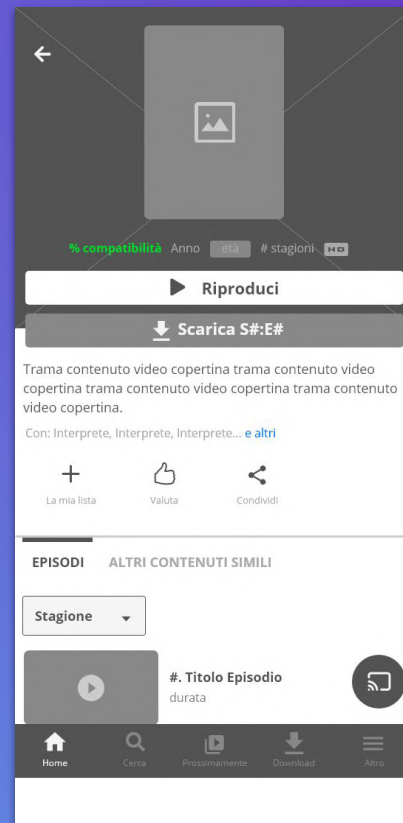 % compatibilità Anno età # stagioni HD
Riproduci
Scarica S#:E#
Trama contenuto video copertina trama contenuto video
copertina trama contenuto video copertina trama contenuto
video copertina.
Con: Interprete, Interprete, Interprete... e altri
La mia lista Valuta Condividi
EPISODI ALTRI CONTENUTI SIMILI
Stagione
#. Titolo Episodio
durata
Home Cerca Prossimamente Download Altro